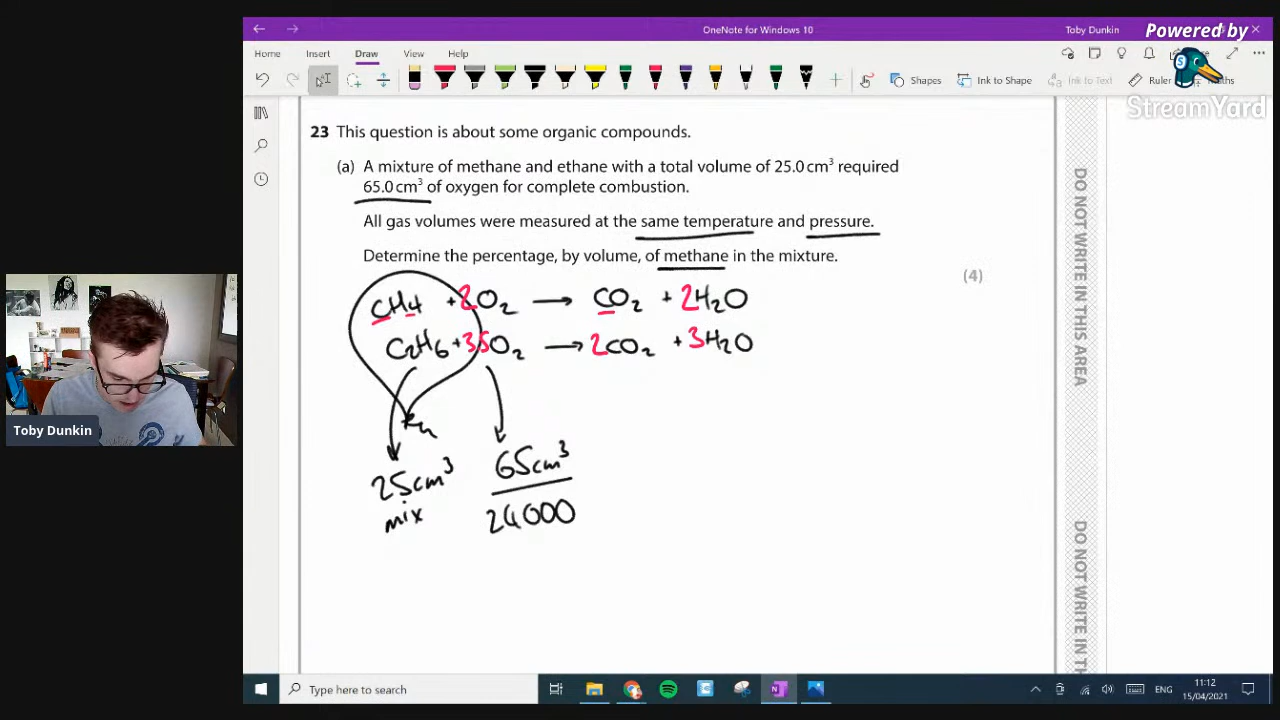 OneNote for Windows 10
Toby Dunkin
Powered by
StreamYard
Home Insert Draw View Help
Shapes Ink to Shape Ink to Text Ruler Maths
23 This question is about some organic compounds.
(a) A mixture of methane and ethane with a total volume of 25.0 cm³ required
65.0 cm³ of oxygen for complete combustion.
All gas volumes were measured at the same temperature and pressure.
Determine the percentage, by volume, of methane in the mixture.
(4)
CH4 + 2O2 → CO2 + 2H2O
C2H6 + 35O2 → 2CO2 + 3H2O
25cm³ 65cm³
mix 24000
DO NOT WRITE IN THIS AREA
DO NOT WRITE IN TH
Toby Dunkin
Type here to search
ENG
11:12
15/04/2021